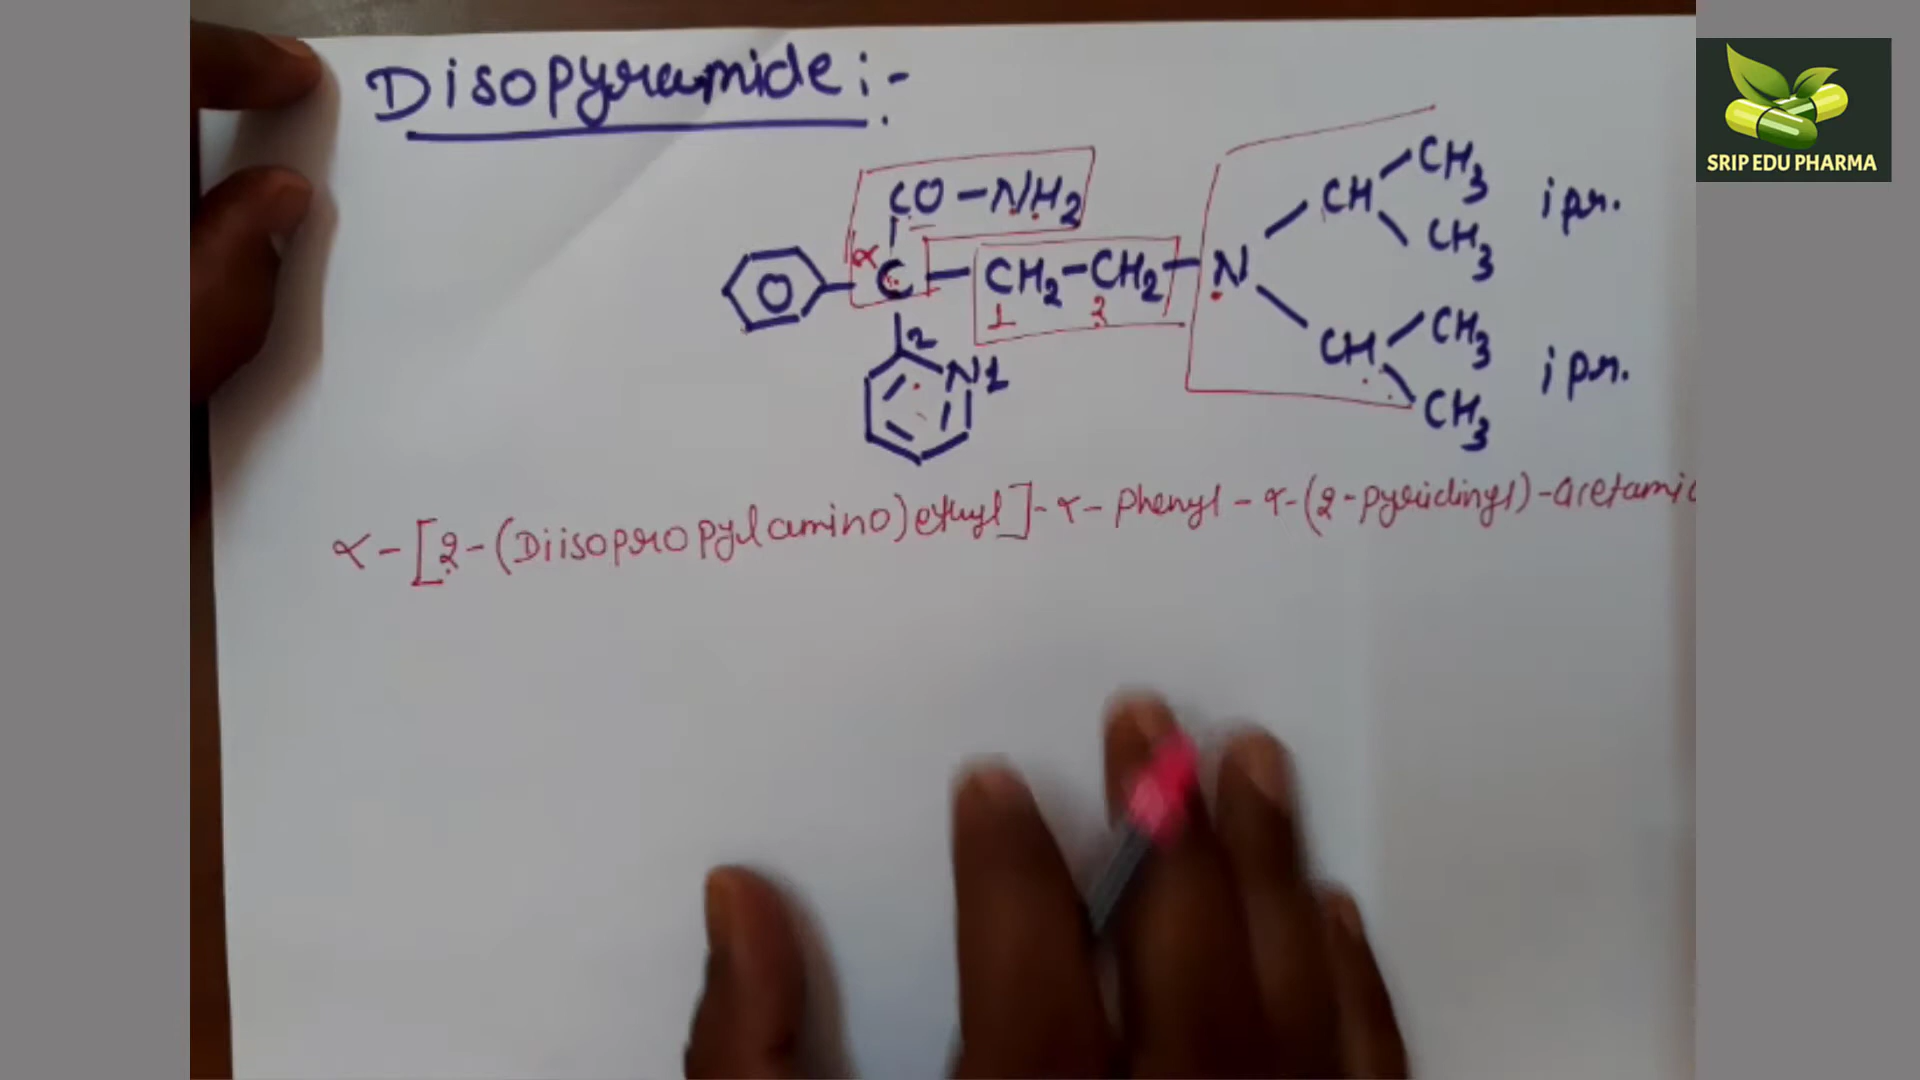 Disopyramide:-
SRIP EDU PHARMA
CO-NH2
α
C-CH2-CH2-N
1 2
CH-CH3
CH3
ipr.
CH-CH3
CH3
ipr.
2
N1
α-[2-(Diisopropylamino)ethyl]-α-phenyl-α-(2-pyridinyl)-acetamid